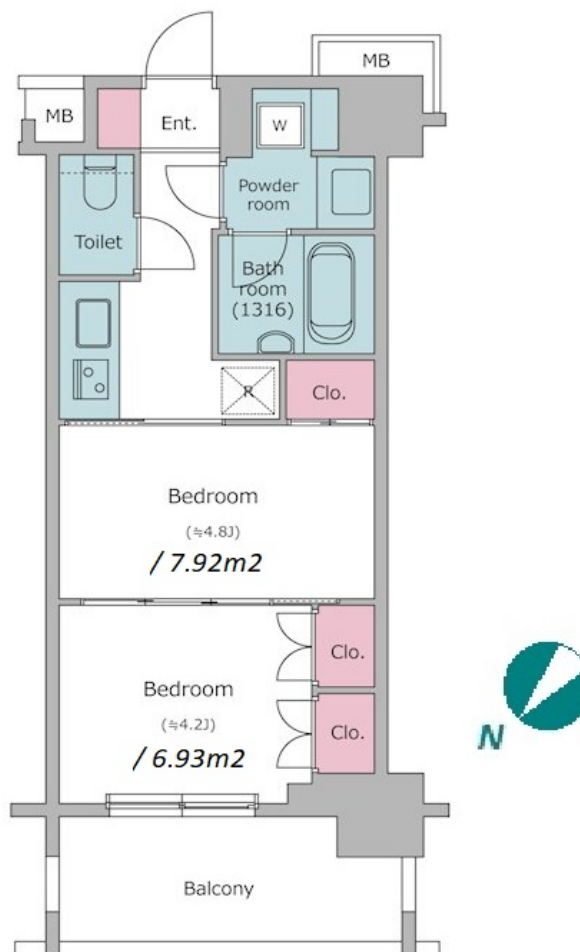 MB
MB
Ent.
W
Powder
room
Toilet
Bath
room
(1316)
R
Clo.
Bedroom
(≒4.8J)
/ 7.92m2
Bedroom
(≒4.2J)
/ 6.93m2
Clo.
Clo.
N
Balcony